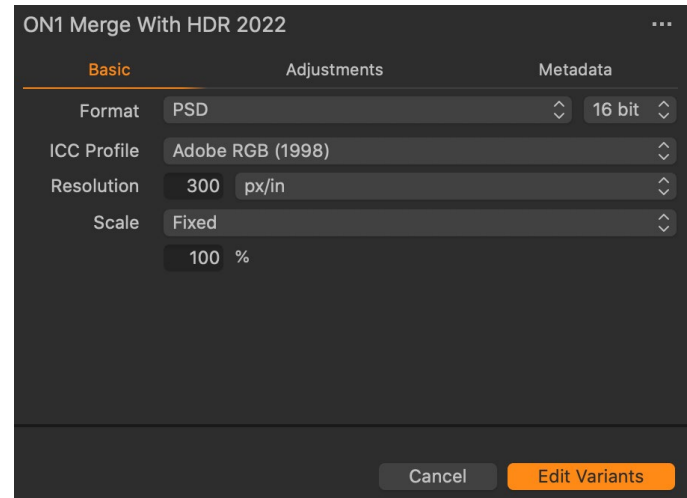 ON1 Merge With HDR 2022 ...
Basic Adjustments Metadata
Format PSD 16 bit
ICC Profile Adobe RGB (1998)
Resolution 300 px/in
Scale Fixed
100 %
Cancel Edit Variants